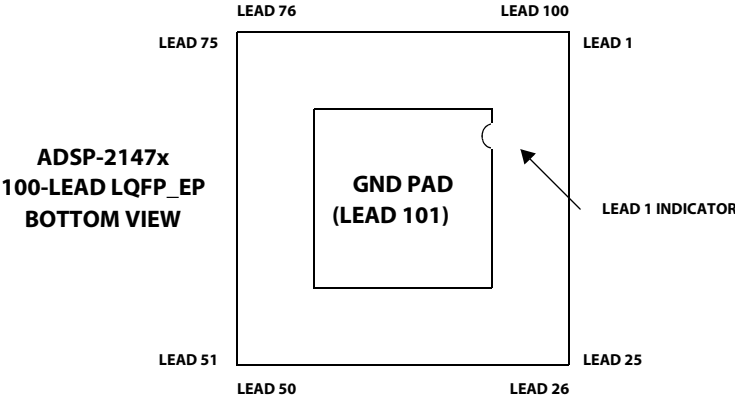 LEAD 76
LEAD 100
LEAD 75
LEAD 1
ADSP-2147x
100-LEAD LQFP_EP
BOTTOM VIEW
GND PAD
(LEAD 101)
LEAD 1 INDICATOR
LEAD 51
LEAD 25
LEAD 50
LEAD 26